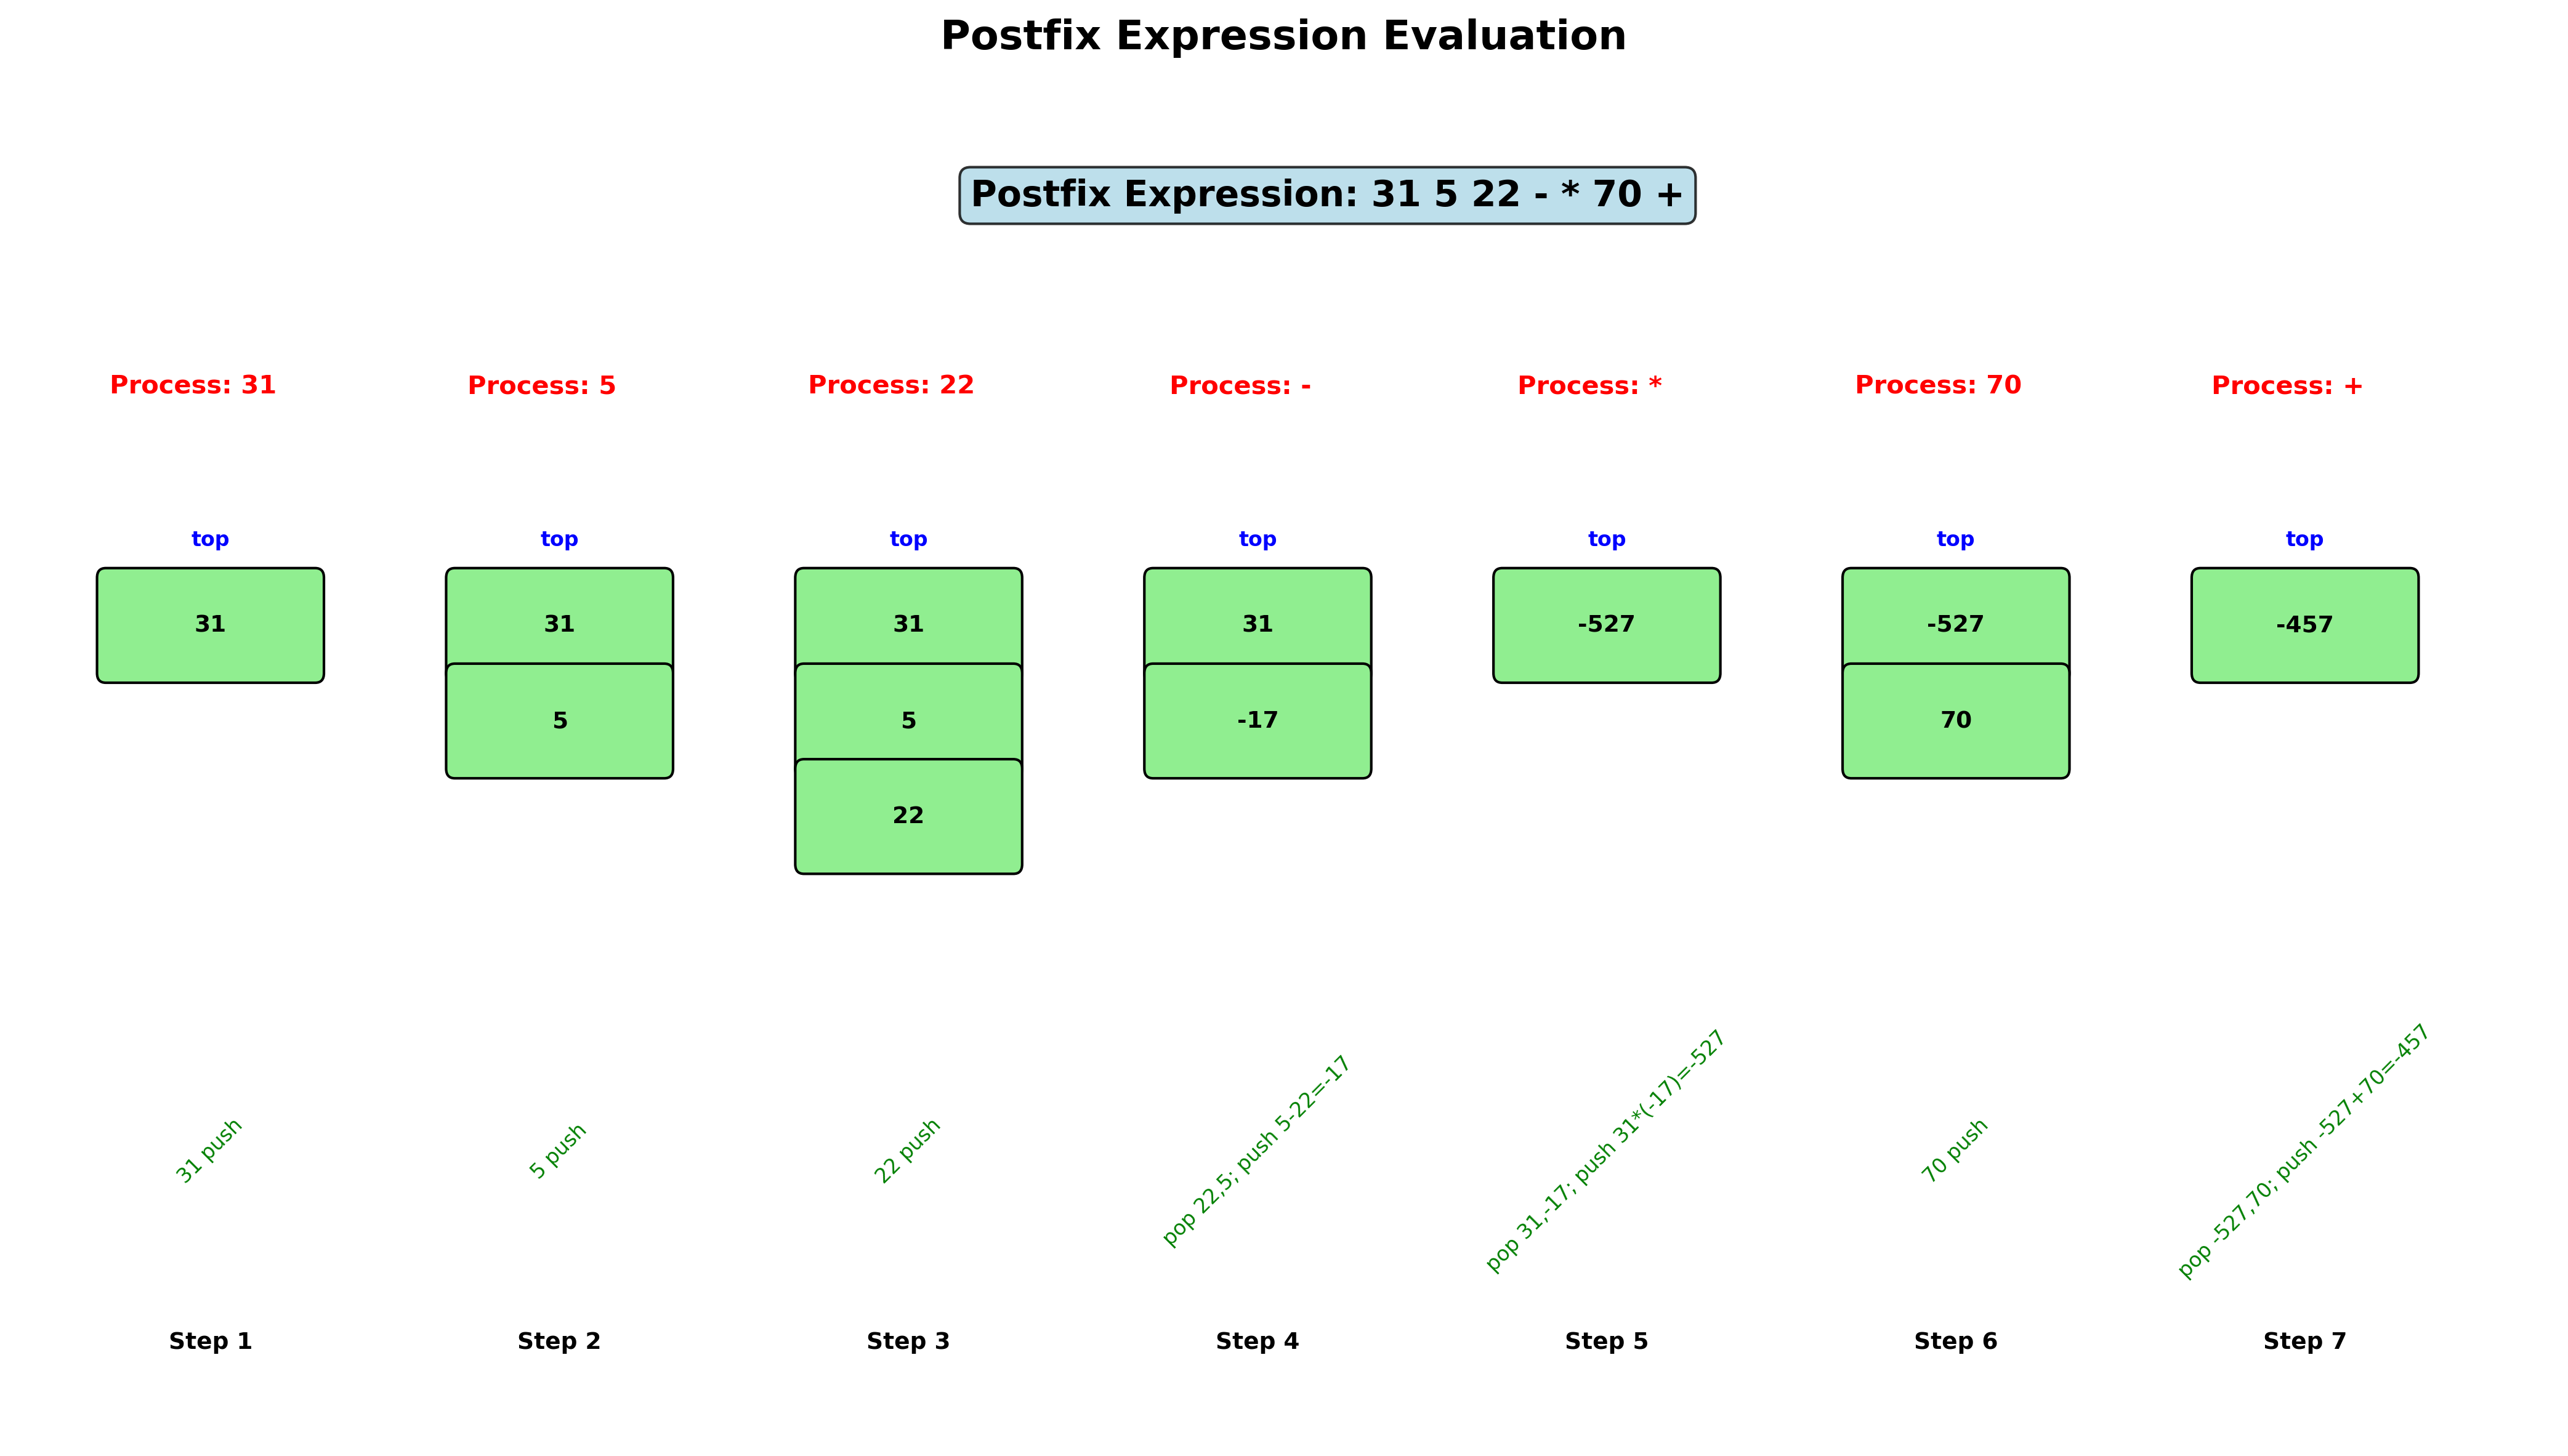 Postfix Expression Evaluation
Postfix Expression: 31 5 22 - * 70 +
Process: 31
Process: 5
Process: 22
Process: -
Process: *
Process: 70
Process: +
top
top
top
top
top
top
top
31
31
31
31
-527
-527
-457
5
5
-17
70
22
31 push
5 push
22 push
pop 22,5; push 5-22=-17
pop 31,-17; push 31*(-17)=-527
70 push
pop -527,70; push -527+70=-457
Step 1
Step 2
Step 3
Step 4
Step 5
Step 6
Step 7